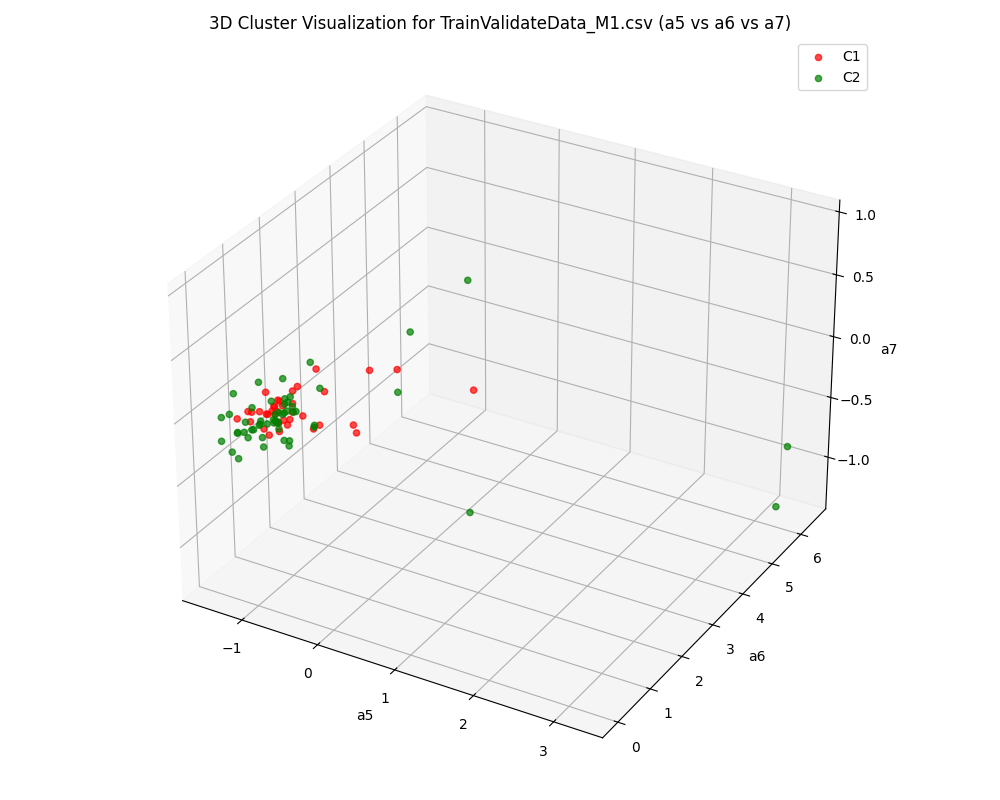 3D Cluster Visualization for TrainValidateData_M1.csv (a5 vs a6 vs a7)
C1
C2
1.0
0.5
0.0
−0.5
−1.0
a7
−1
0
1
2
3
a5
0
1
2
3
4
5
6
a6